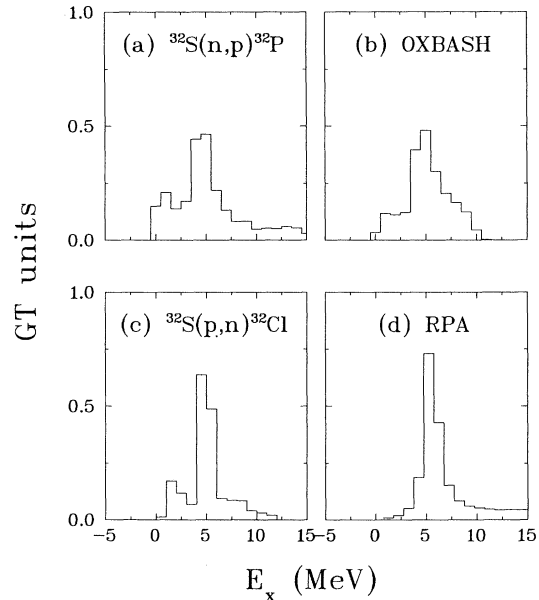 1.0
(a) ³²S(n,p)³²P
(b) OXBASH
0.5
0.0
GT units
1.0
(c) ³²S(p,n)³²Cl
(d) RPA
0.5
0.0
−5 0 5 10 15 −5 0 5 10 15
E_x (MeV)